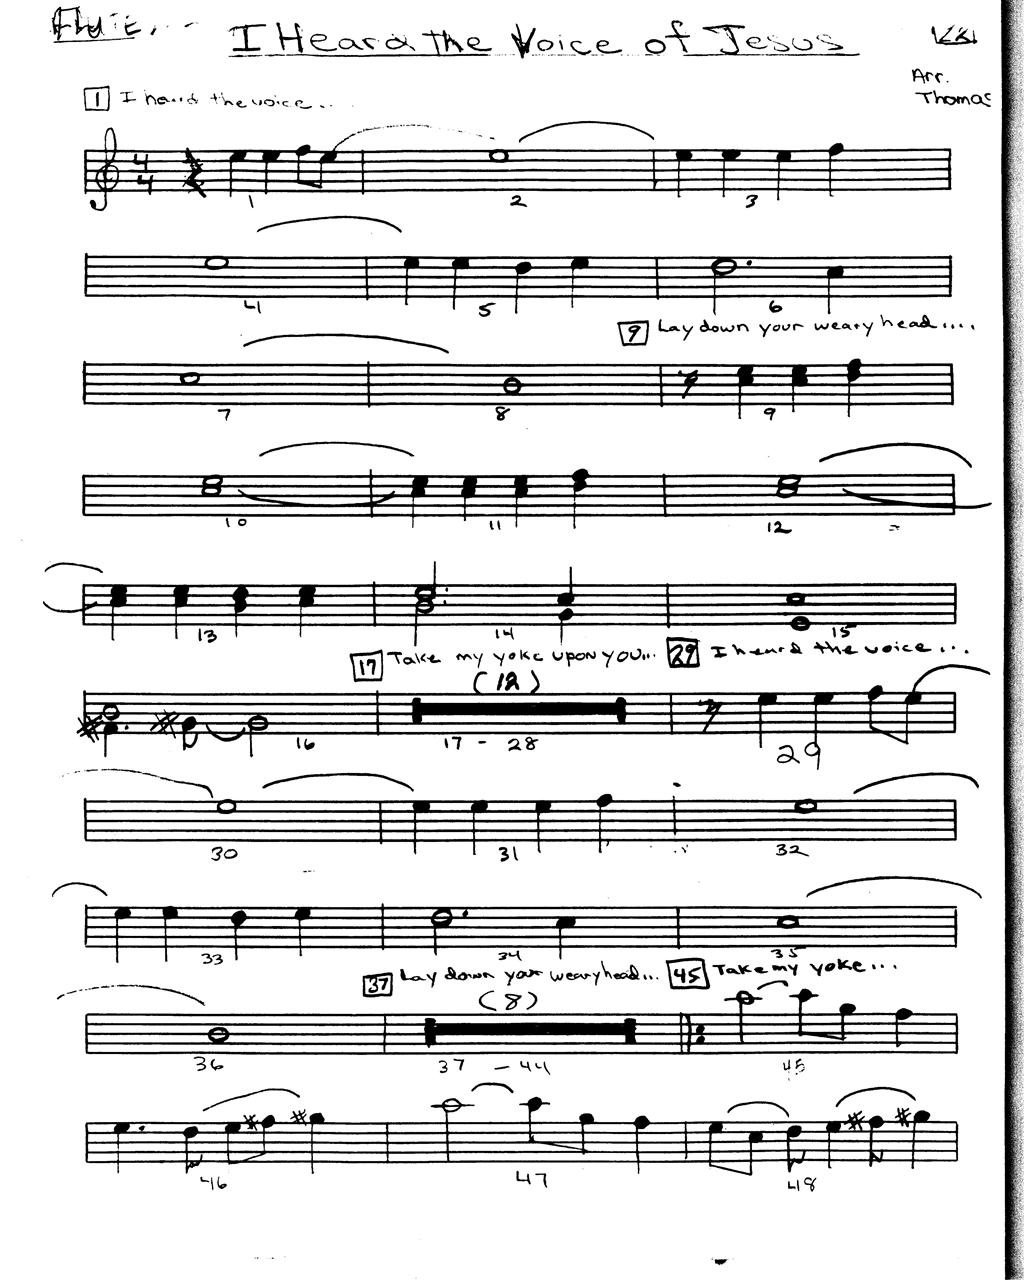 Flute
I Heard the Voice of Jesus
Arr.
Thomas
1 I heard the voice...
4
4
1 2 3
4 5 6
9 Lay down your weary head....
7 8 9
10 11 12
13 14 15
17 Take my yoke upon you... 29 I heard the voice...
(12)
16 17 - 28 29
30 31 32
33 34 35
37 Lay down your weary head... 45 Take my yoke...
(8)
36 37 - 44 45
46 47 48